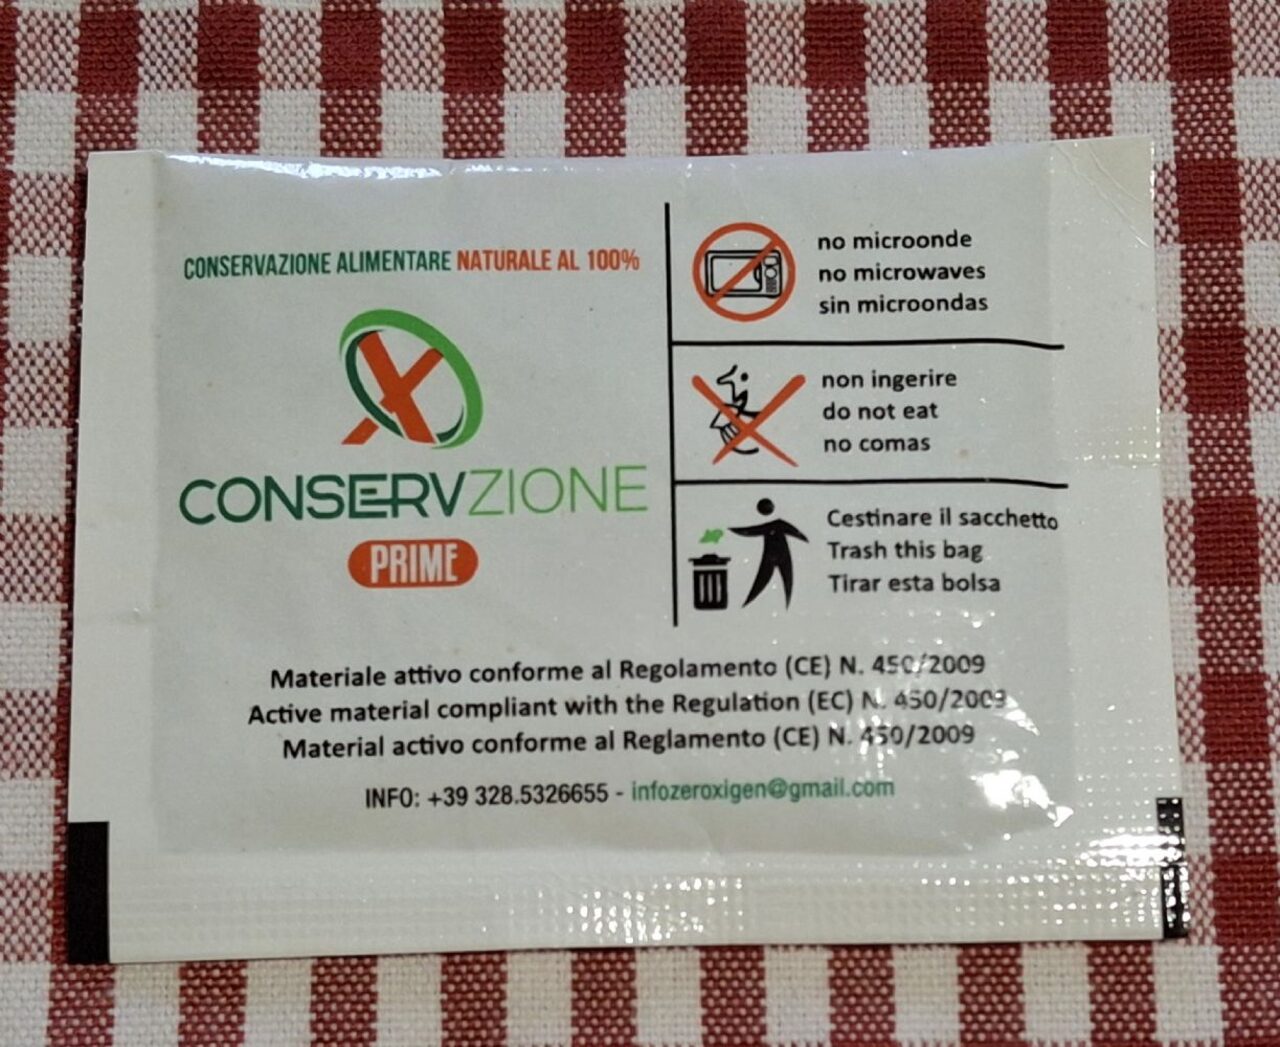 CONSERVAZIONE ALIMENTARE NATURALE AL 100%
X
CONSERVZIONE
PRIME
no microonde
no microwaves
sin microondas
non ingerire
do not eat
no comas
Cestinare il sacchetto
Trash this bag
Tirar esta bolsa
Materiale attivo conforme al Regolamento (CE) N. 450/2009
Active material compliant with the Regulation (EC) N. 450/2009
Material activo conforme al Reglamento (CE) N. 450/2009
INFO: +39 328.5326655 - infozeroxigen@gmail.com